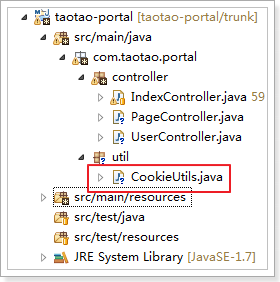 taotao-portal [taotao-portal/trunk]
src/main/java
com.taotao.portal
controller
IndexController.java 59
PageController.java
UserController.java
util
CookieUtils.java
src/main/resources
src/test/java
src/test/resources
JRE System Library [JavaSE-1.7]